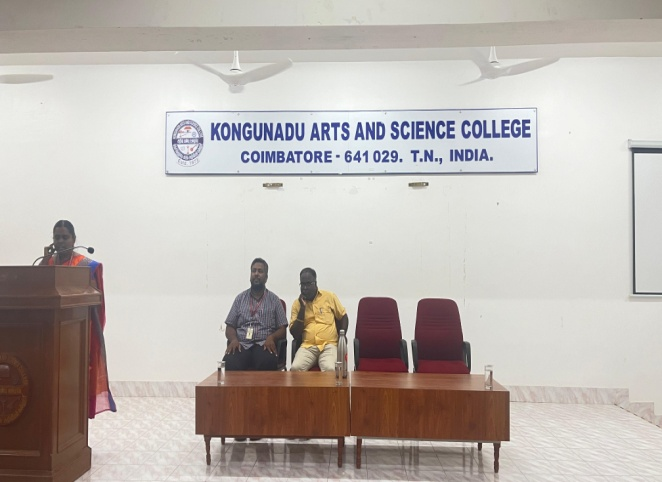 KONGUNADU ARTS AND SCIENCE COLLEGE
COIMBATORE - 641 029. T.N., INDIA.